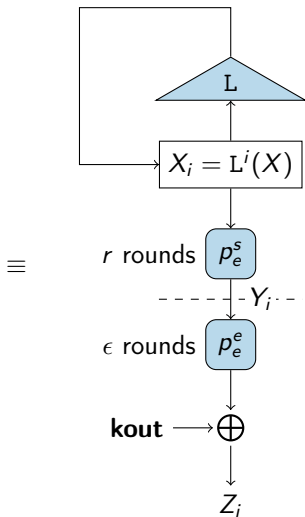 L
X_i = L^i(X)
≡
r rounds p_e^s
Y_i
ϵ rounds p_e^e
kout ⊕
Z_i